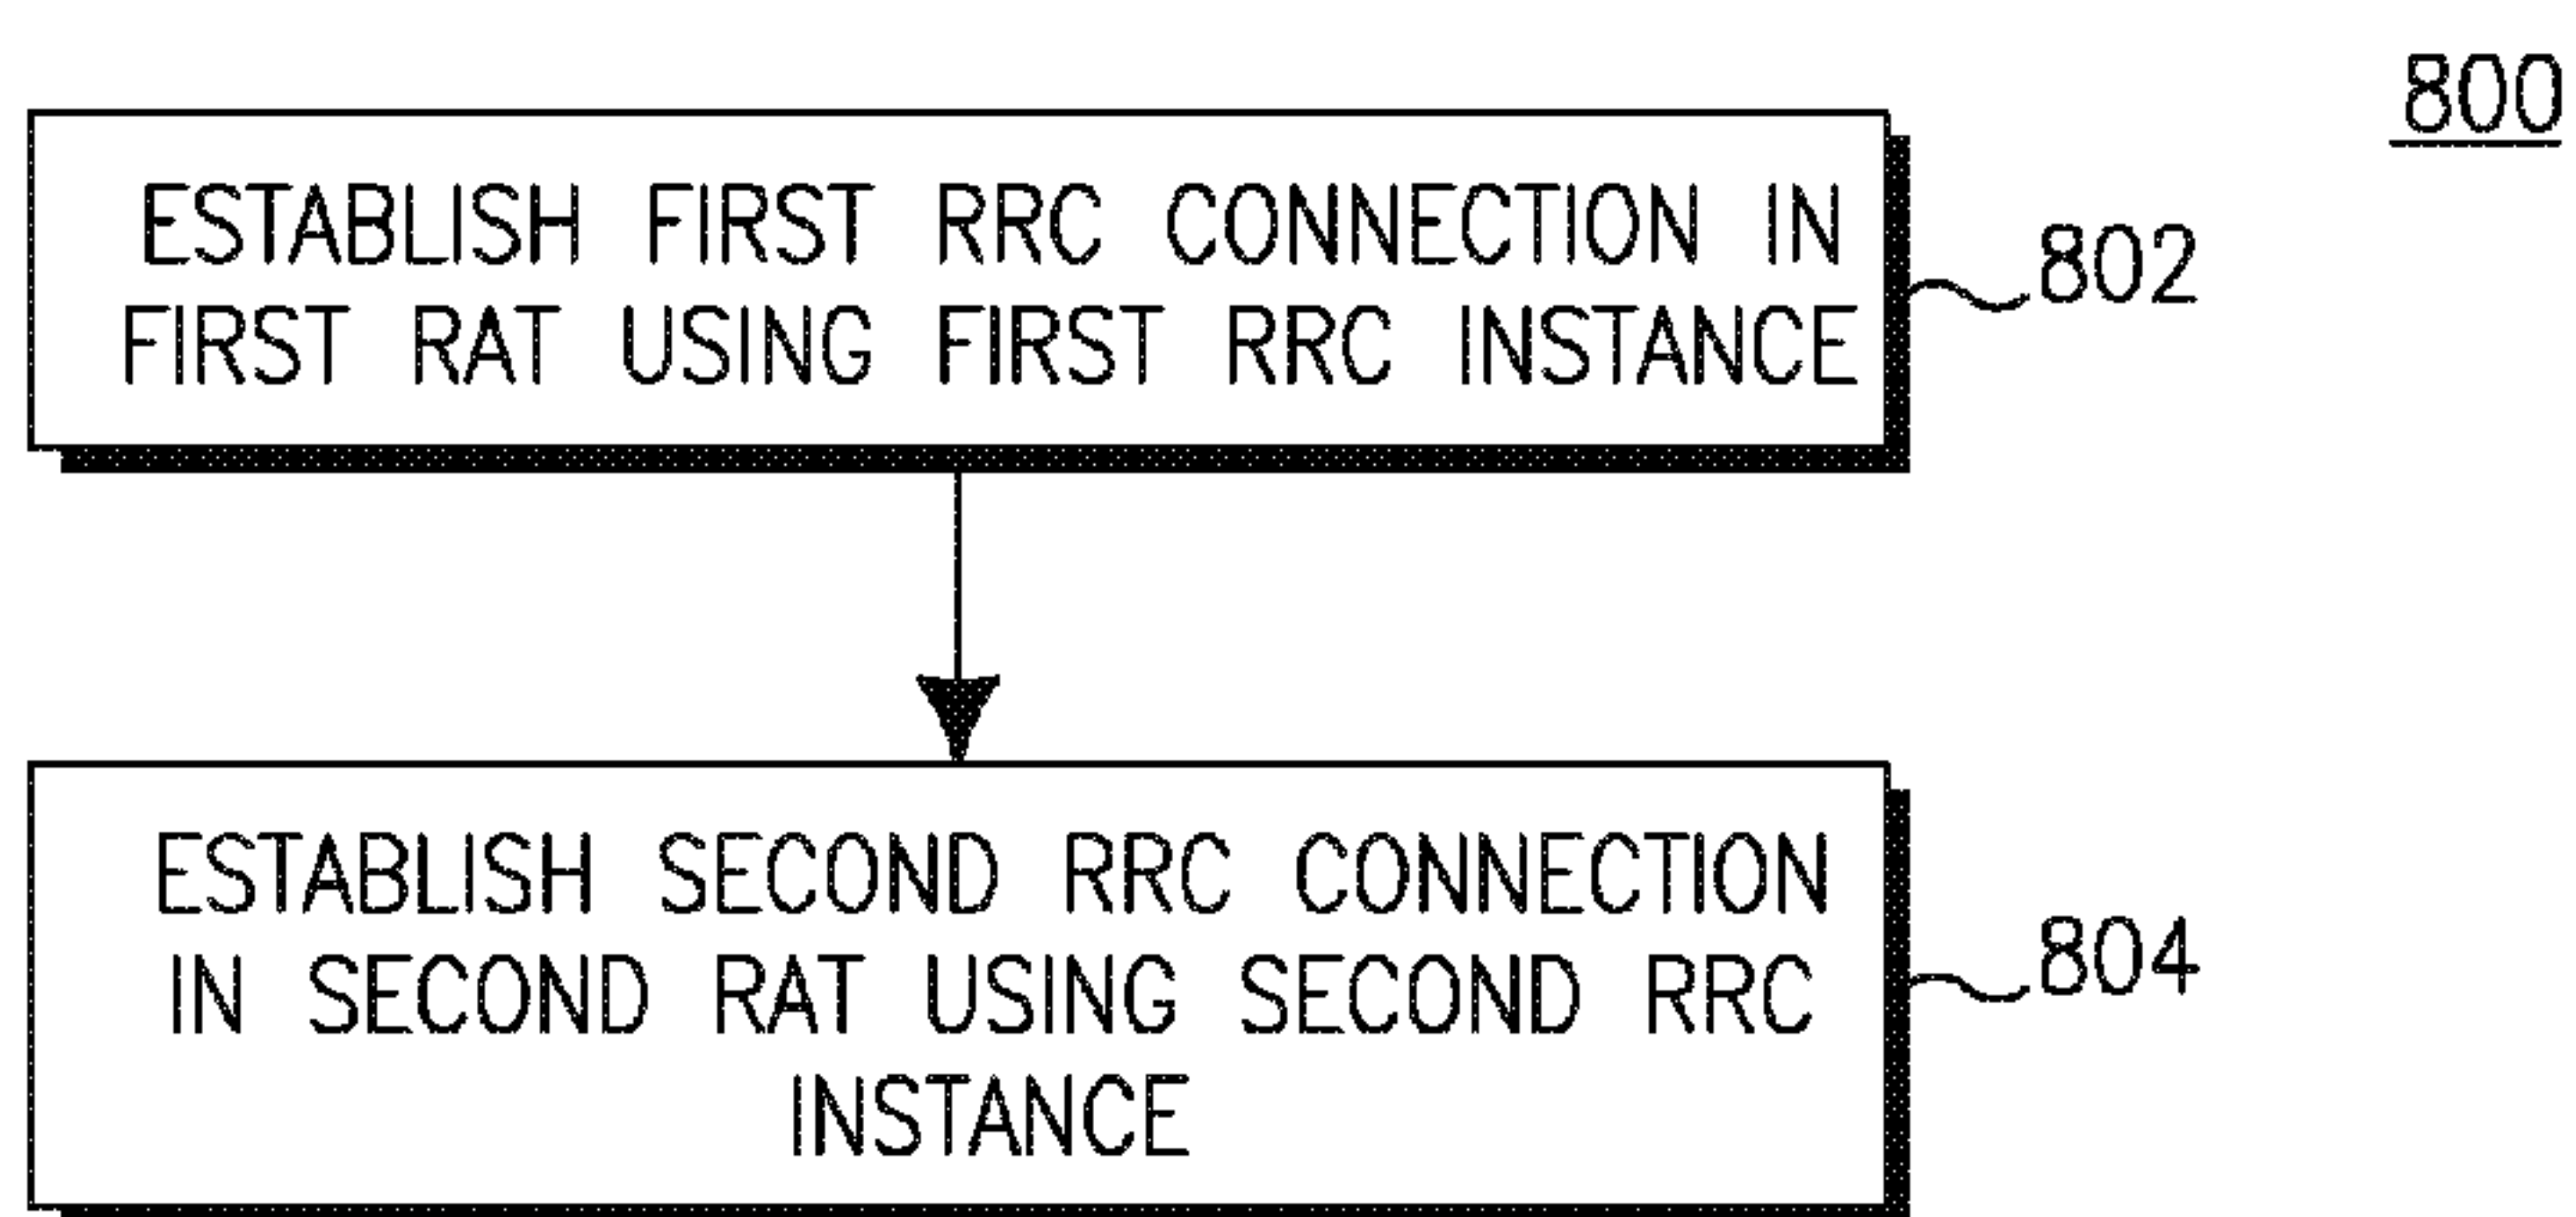 800
ESTABLISH FIRST RRC CONNECTION IN
FIRST RAT USING FIRST RRC INSTANCE
802
ESTABLISH SECOND RRC CONNECTION
IN SECOND RAT USING SECOND RRC
INSTANCE
804